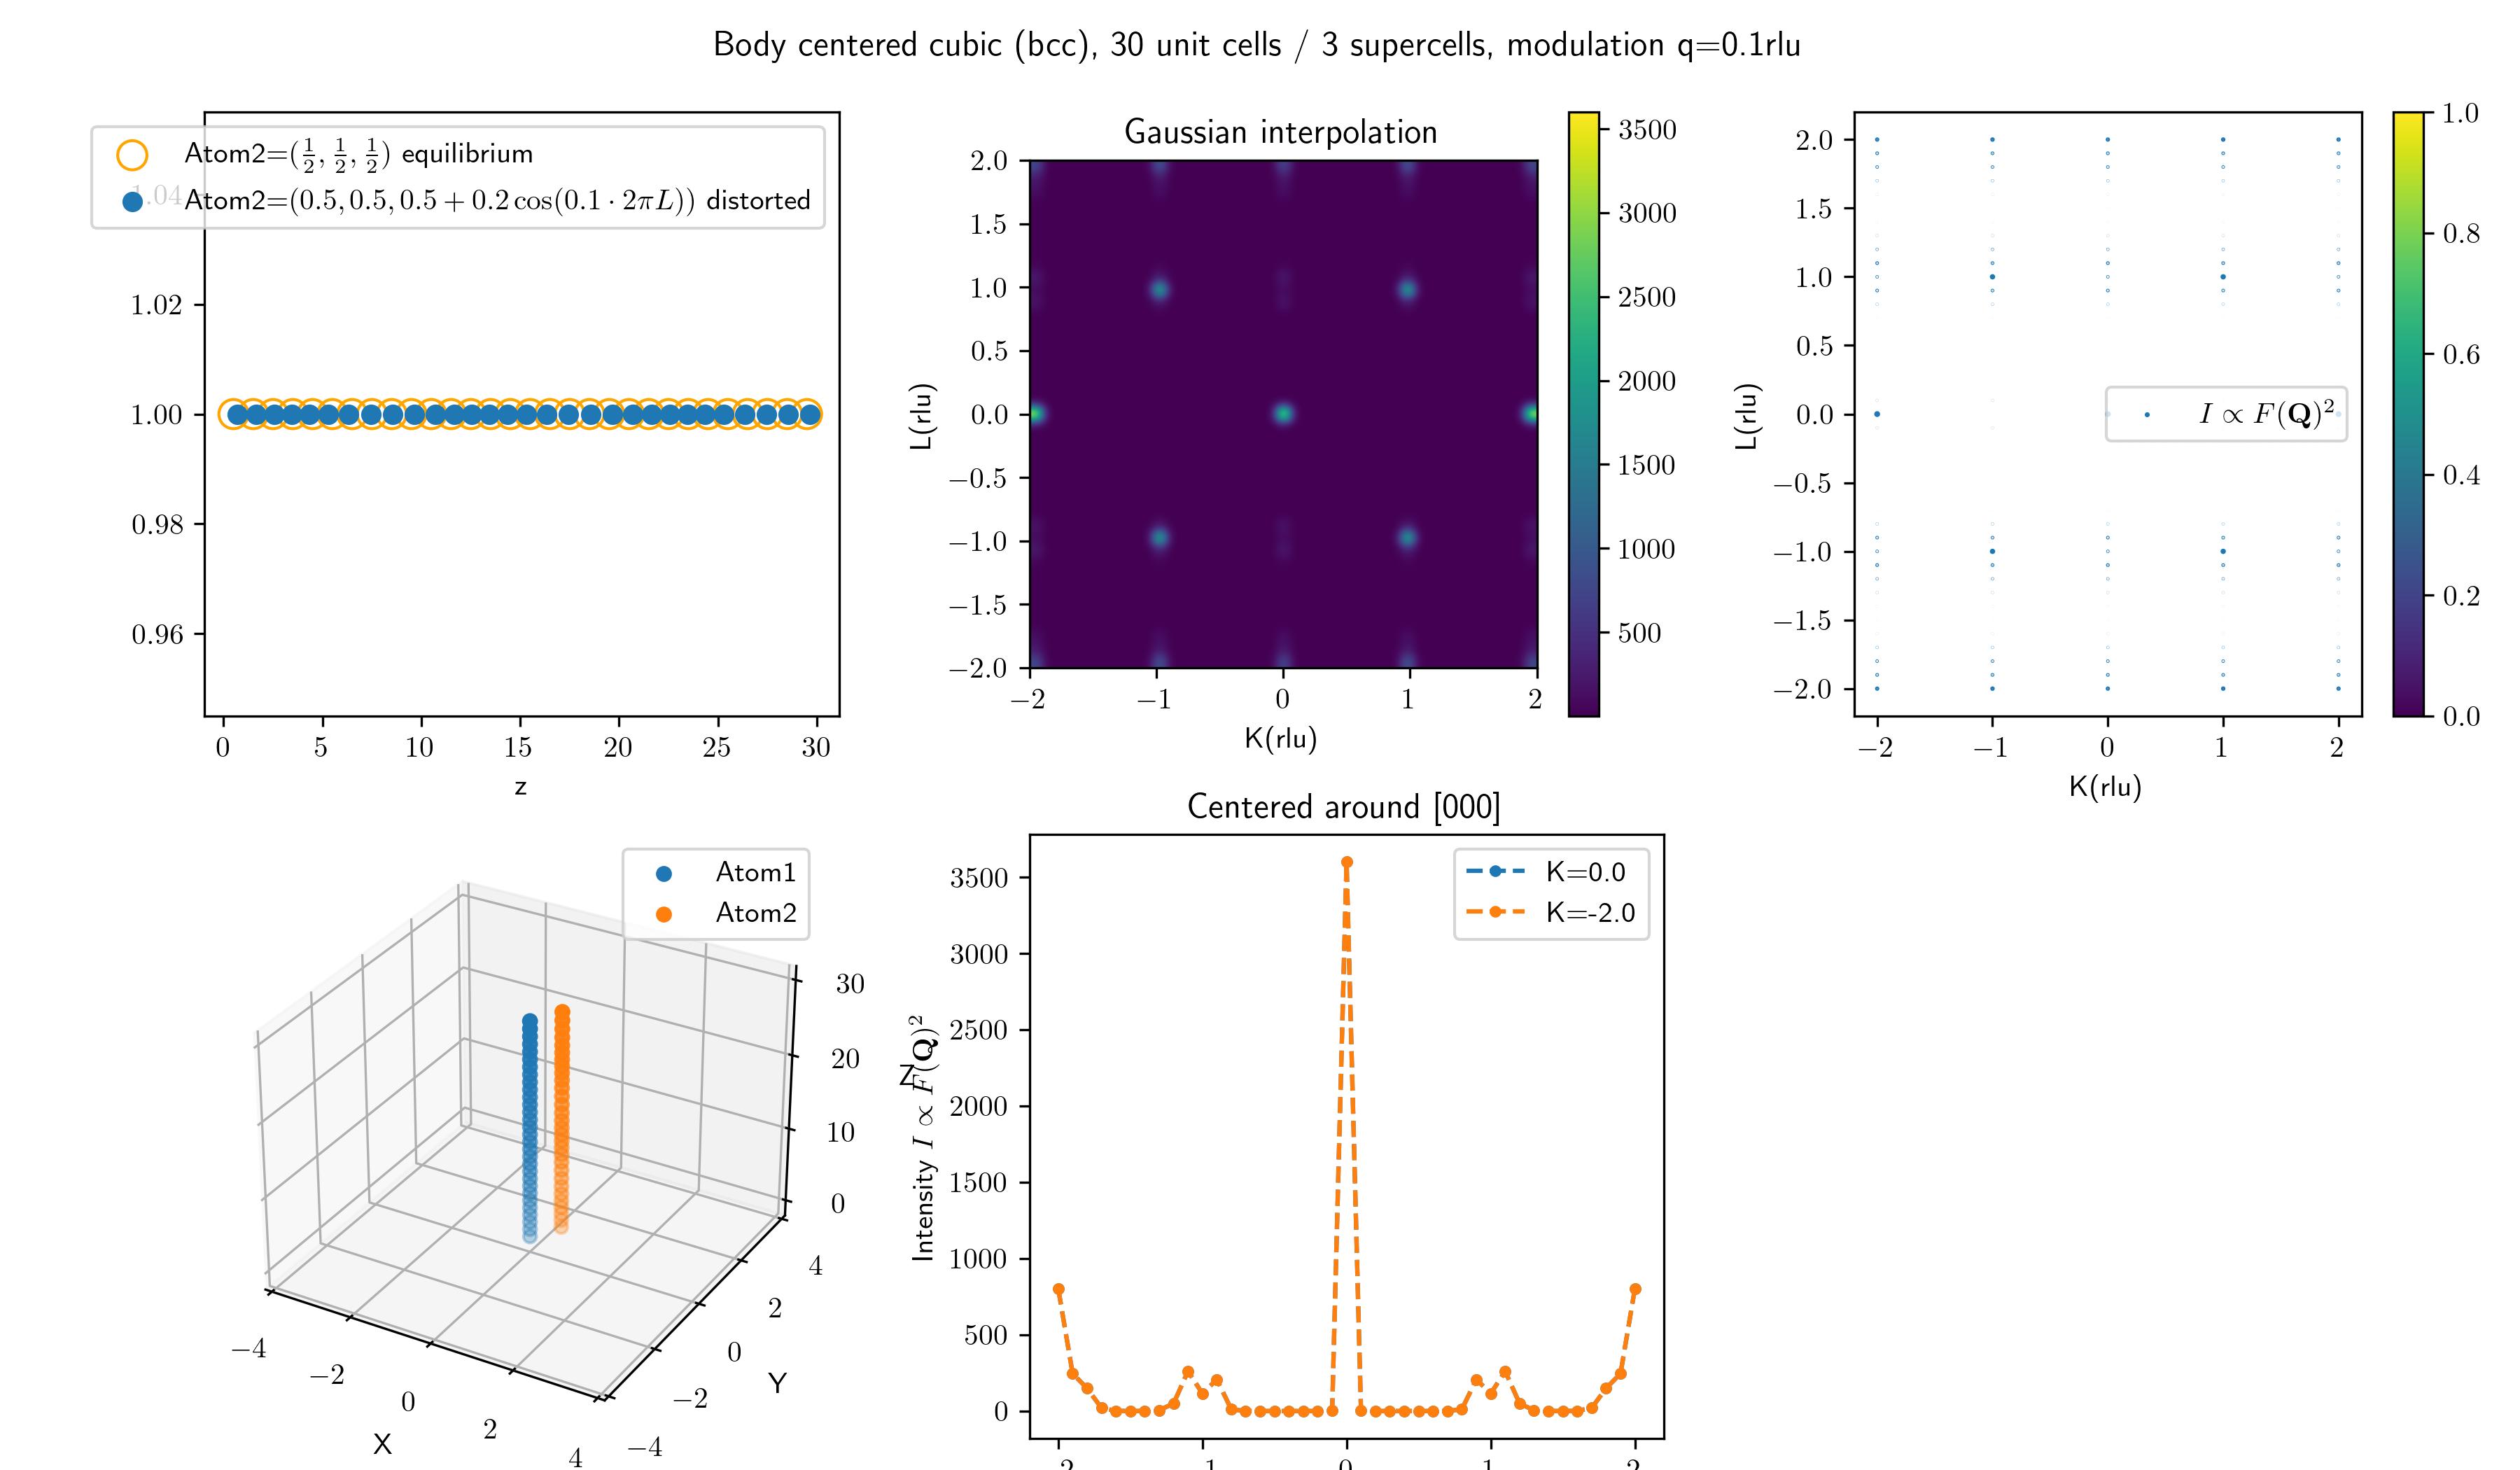 Body centered cubic (bcc), 30 unit cells / 3 supercells, modulation q=0.1rlu
Atom2=(1/2, 1/2, 1/2) equilibrium
Atom2=(0.5, 0.5, 0.5 + 0.2 cos(0.1 · 2πL)) distorted
1.04
1.02
1.00
0.98
0.96
0 5 10 15 20 25 30
z
Gaussian interpolation
2.0
1.5
1.0
0.5
0.0
−0.5
−1.0
−1.5
−2.0
L(rlu)
−2 −1 0 1 2
K(rlu)
3500
3000
2500
2000
1500
1000
500
2.0
1.5
1.0
0.5
0.0
−0.5
−1.0
−1.5
−2.0
L(rlu)
I ∝ F(Q)²
−2 −1 0 1 2
K(rlu)
1.0
0.8
0.6
0.4
0.2
0.0
Atom1
Atom2
30
20
10
0
Z
4
2
0
−2
−4
Y
−4
−2
0
2
4
X
Centered around [000]
K=0.0
K=-2.0
3500
3000
2500
2000
1500
1000
500
0
Intensity I ∝ F(Q)²